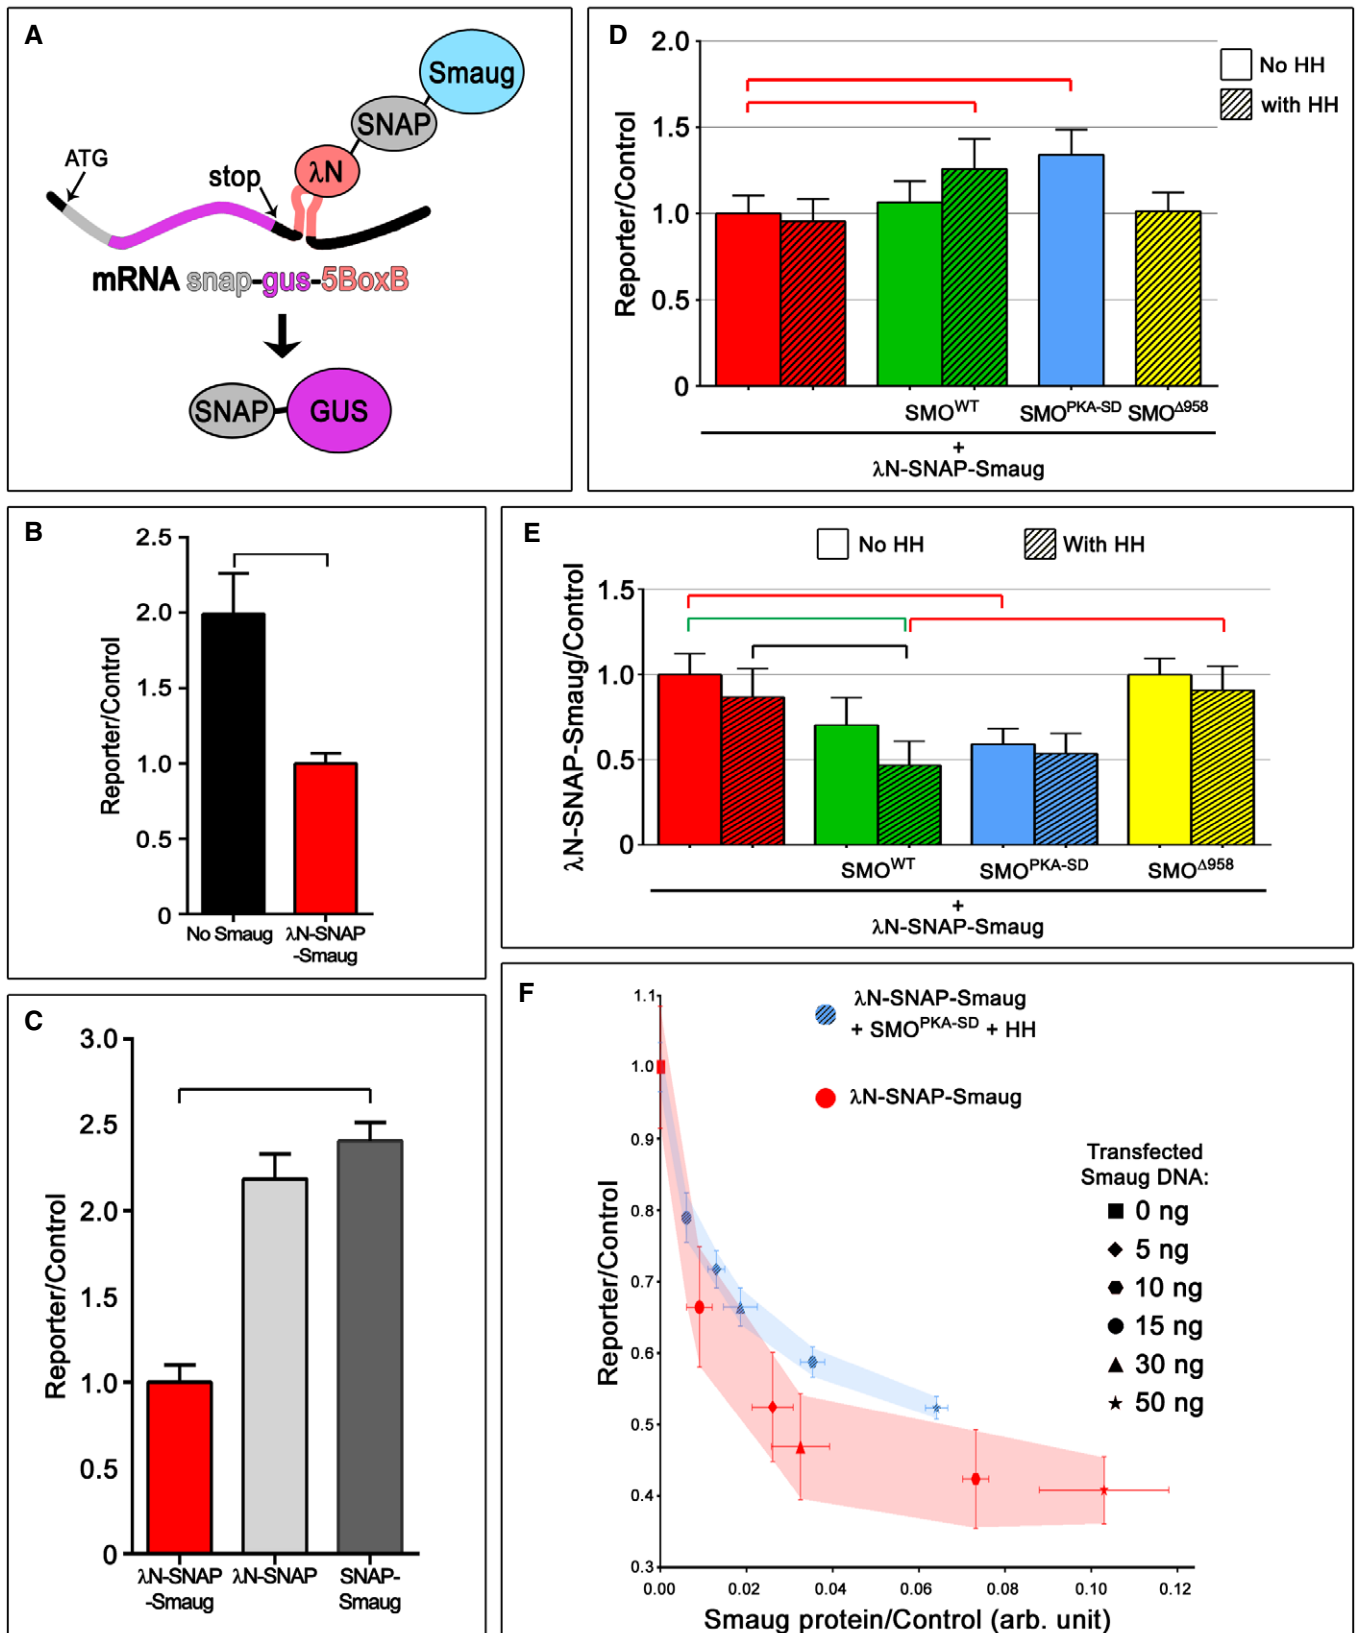 A
Smaug
SNAP
λN
ATG
stop
mRNA snap-gus-5BoxB
SNAP
GUS
B
Reporter/Control
2.5
2.0
1.5
1.0
0.5
0
No Smaug
λN-SNAP
-Smaug
C
Reporter/Control
3.0
2.5
2.0
1.5
1.0
0.5
0
λN-SNAP
-Smaug
λN-SNAP
SNAP-
Smaug
D
Reporter/Control
2.0
1.5
1.0
0.5
0
No HH
with HH
SMO^WT
SMO^PKA-SD
SMO^Δ958
+
λN-SNAP-Smaug
E
No HH
With HH
λN-SNAP-Smaug/Control
1.5
1.0
0.5
0
SMO^WT
SMO^PKA-SD
SMO^Δ958
+
λN-SNAP-Smaug
F
λN-SNAP-Smaug
+ SMO^PKA-SD + HH
λN-SNAP-Smaug
Transfected
Smaug DNA:
0 ng
5 ng
10 ng
15 ng
30 ng
50 ng
Reporter/Control
1.1
1.0
0.9
0.8
0.7
0.6
0.5
0.4
0.3
0.00
0.02
0.04
0.06
0.08
0.10
0.12
Smaug protein/Control (arb. unit)